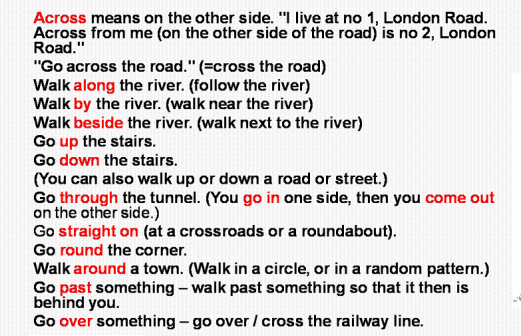 Across means on the other side. "I live at no 1, London Road.
Across from me (on the other side of the road) is no 2, London
Road."
"Go across the road." (=cross the road)
Walk along the river. (follow the river)
Walk by the river. (walk near the river)
Walk beside the river. (walk next to the river)
Go up the stairs.
Go down the stairs.
(You can also walk up or down a road or street.)
Go through the tunnel. (You go in one side, then you come out
on the other side.)
Go straight on (at a crossroads or a roundabout).
Go round the corner.
Walk around a town. (Walk in a circle, or in a random pattern.)
Go past something – walk past something so that it then is
behind you.
Go over something – go over / cross the railway line.